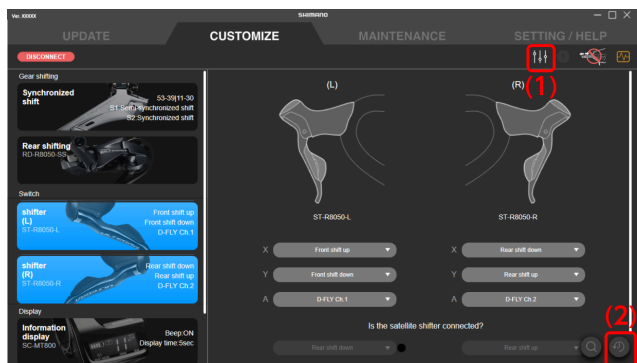 Ver. XXXXX
SHIMANO
UPDATE
CUSTOMIZE
MAINTENANCE
SETTING / HELP
DISCONNECT
(1)
Gear shifting
Synchronized
shift
53-39|11-30
S1:Semi-synchronized shift
S2:Synchronized shift
Rear shifting
RD-R8050-SS
Switch
shifter
(L)
ST-R8050-L
Front shift up
Front shift down
D-FLY Ch.1
shifter
(R)
ST-R8050-R
Rear shift down
Rear shift up
D-FLY Ch.2
Display
Information
display
SC-MT800
Beep:ON
Display time:5sec
(L)
(R)
ST-R8050-L
ST-R8050-R
X
Front shift up
X
Rear shift down
Y
Front shift down
Y
Rear shift up
A
D-FLY Ch.1
A
D-FLY Ch.2
(2)
Is the satellite shifter connected?
Rear shift down
Rear shift up